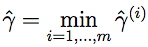 γ̂ = min_{i=1,...,m} γ̂^{(i)}